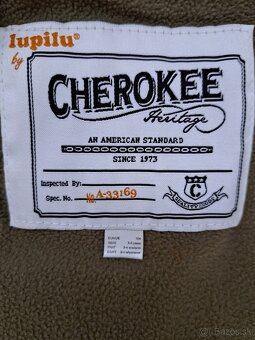 lupilu®
by
CHEROKEE
Heritage
AN AMERICAN STANDARD
SINCE 1973
Inspected By:
Spec. No. No. A-33169
C